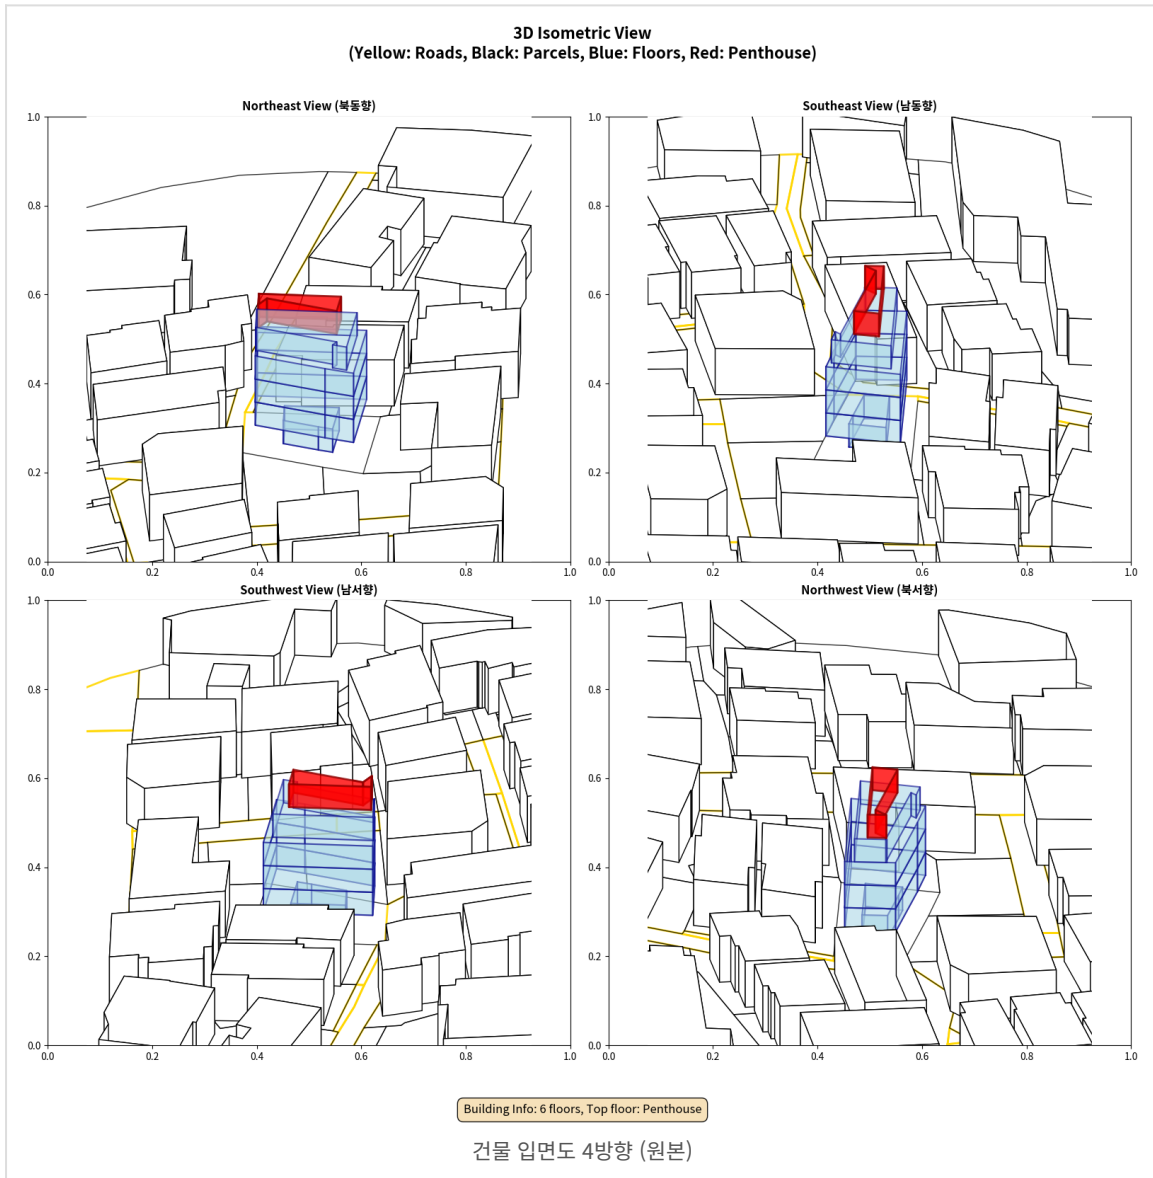 3D Isometric View
(Yellow: Roads, Black: Parcels, Blue: Floors, Red: Penthouse)
Northeast View (북동향)
1.0
0.8
0.6
0.4
0.2
0.0
0.0 0.2 0.4 0.6 0.8 1.0
Southeast View (남동향)
1.0
0.8
0.6
0.4
0.2
0.0
0.0 0.2 0.4 0.6 0.8 1.0
Southwest View (남서향)
1.0
0.8
0.6
0.4
0.2
0.0
0.0 0.2 0.4 0.6 0.8 1.0
Northwest View (북서향)
1.0
0.8
0.6
0.4
0.2
0.0
0.0 0.2 0.4 0.6 0.8 1.0
Building Info: 6 floors, Top floor: Penthouse
건물 입면도 4방향 (원본)